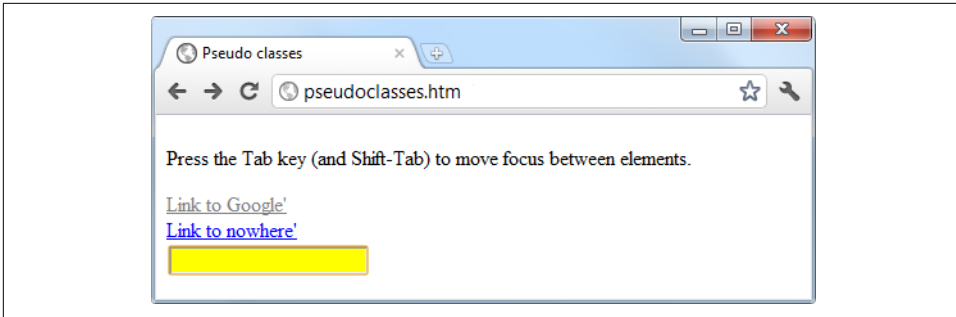 Pseudo classes
pseudoclasses.htm
Press the Tab key (and Shift-Tab) to move focus between elements.
Link to Google'
Link to nowhere'